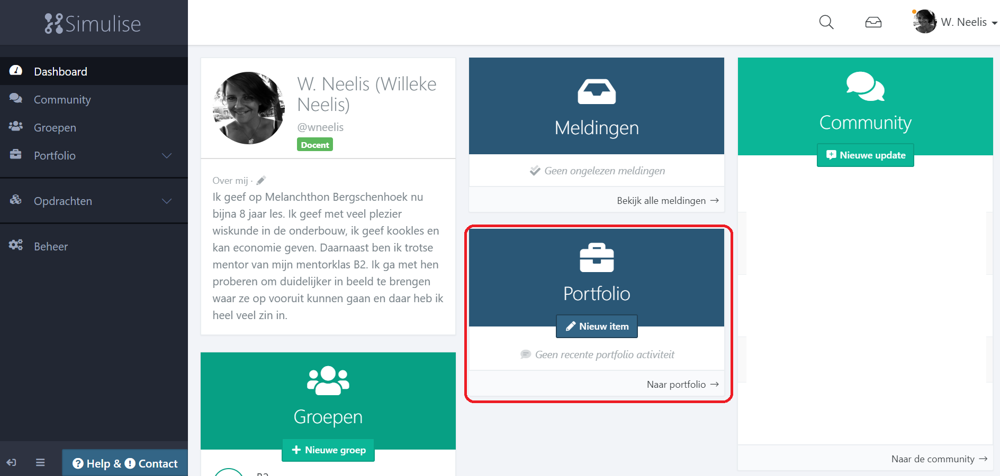 Simulise
W. Neelis
Dashboard
Community
Groepen
Portfolio
Opdrachten
Beheer
Help & Contact
W. Neelis (Willeke
Neelis)
@wneelis
Docent
Over mij ·
Ik geef op Melanchthon Bergschenhoek nu
bijna 8 jaar les. Ik geef met veel plezier
wiskunde in de onderbouw, ik geef kookles en
kan economie geven. Daarnaast ben ik trotse
mentor van mijn mentorklas B2. Ik ga met hen
proberen om duidelijker in beeld te brengen
waar ze op vooruit kunnen gaan en daar heb ik
heel veel zin in.
Groepen
Nieuwe groep
Meldingen
Geen ongelezen meldingen
Bekijk alle meldingen →
Portfolio
Nieuw item
Geen recente portfolio activiteit
Naar portfolio →
Community
Nieuwe update
Naar de community →